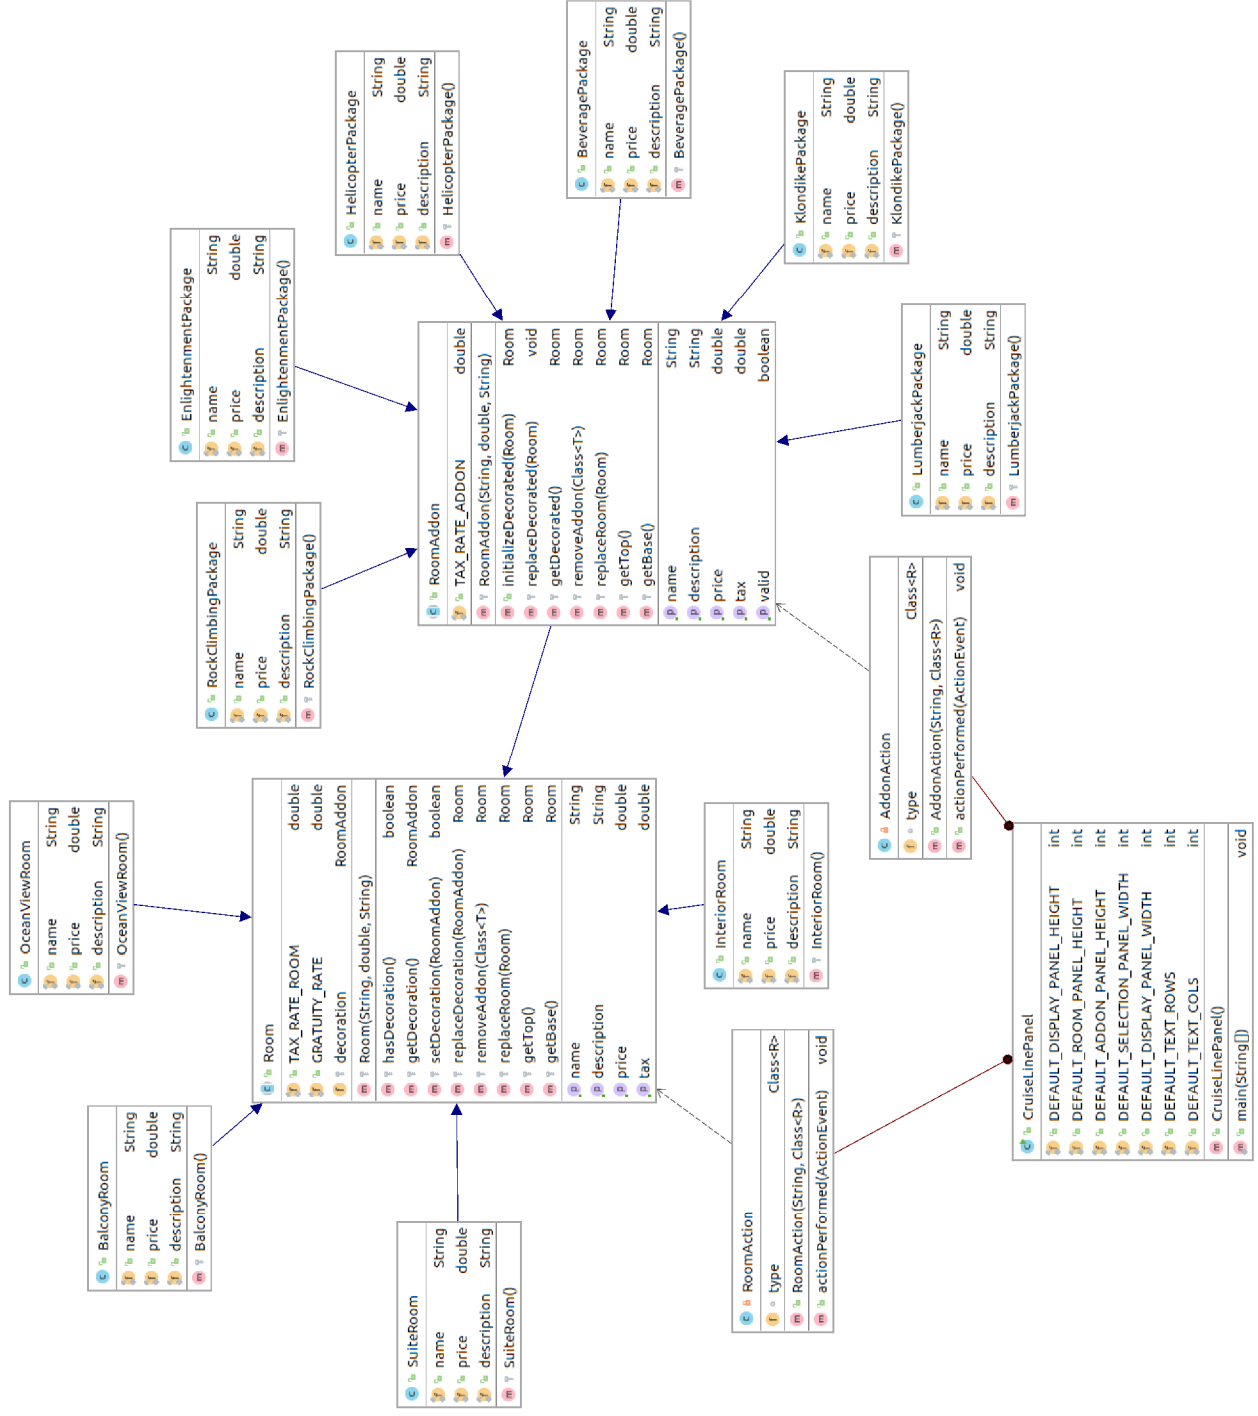 OceanViewRoom
name String
price double
description String
OceanViewRoom()
BalconyRoom
name String
price double
description String
BalconyRoom()
SuiteRoom
name String
price double
description String
SuiteRoom()
InteriorRoom
name String
price double
description String
InteriorRoom()
Room
TAX_RATE_ROOM double
GRATUITY_RATE double
decoration RoomAddon
Room(String, double, String)
hasDecoration() boolean
getDecoration() RoomAddon
setDecoration(RoomAddon) boolean
replaceDecoration(RoomAddon) Room
removeAddon(Class<T>) Room
replaceRoom(Room) Room
getTop() Room
getBase() Room
name String
description String
price double
tax double
RockClimbingPackage
name String
price double
description String
RockClimbingPackage()
EnlightenmentPackage
name String
price double
description String
EnlightenmentPackage()
HelicopterPackage
name String
price double
description String
HelicopterPackage()
BeveragePackage
name String
price double
description String
BeveragePackage()
KlondikePackage
name String
price double
description String
KlondikePackage()
LumberjackPackage
name String
price double
description String
LumberjackPackage()
RoomAddon
TAX_RATE_ADDON double
RoomAddon(String, double, String)
initializeDecorated(Room) Room
replaceDecorated(Room) void
getDecorated() Room
removeAddon(Class<T>) Room
replaceRoom(Room) Room
getTop() Room
getBase() Room
name String
description String
price double
tax double
valid boolean
RoomAction
type Class<R>
RoomAction(String, Class<R>)
actionPerformed(ActionEvent) void
AddonAction
type Class<R>
AddonAction(String, Class<R>)
actionPerformed(ActionEvent) void
CruiseLinePanel
DEFAULT_DISPLAY_PANEL_HEIGHT int
DEFAULT_ROOM_PANEL_HEIGHT int
DEFAULT_ADDON_PANEL_HEIGHT int
DEFAULT_SELECTION_PANEL_WIDTH int
DEFAULT_DISPLAY_PANEL_WIDTH int
DEFAULT_TEXT_ROWS int
DEFAULT_TEXT_COLS int
CruiseLinePanel()
main(String[]) void